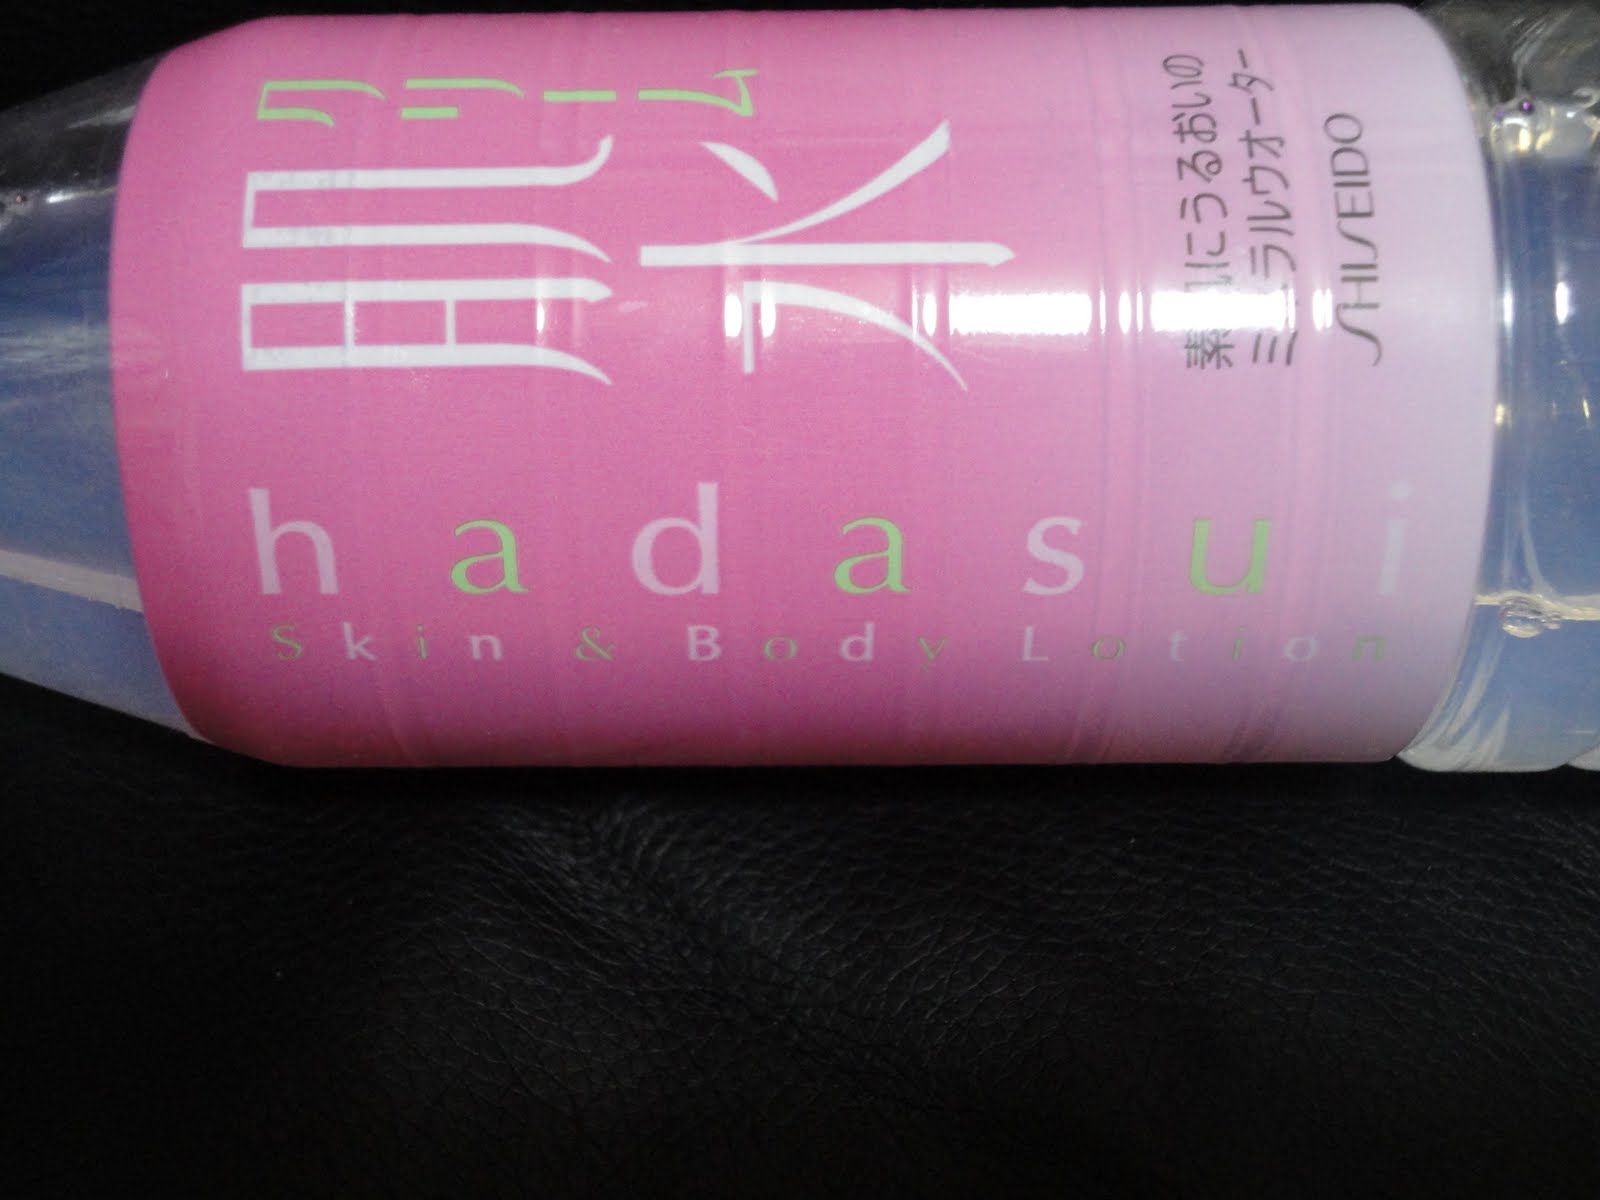 肌水
クリーム
素肌にうるおいの
ミネラルウォーター
SHISEIDO
hadasui
Skin & Body Lotion